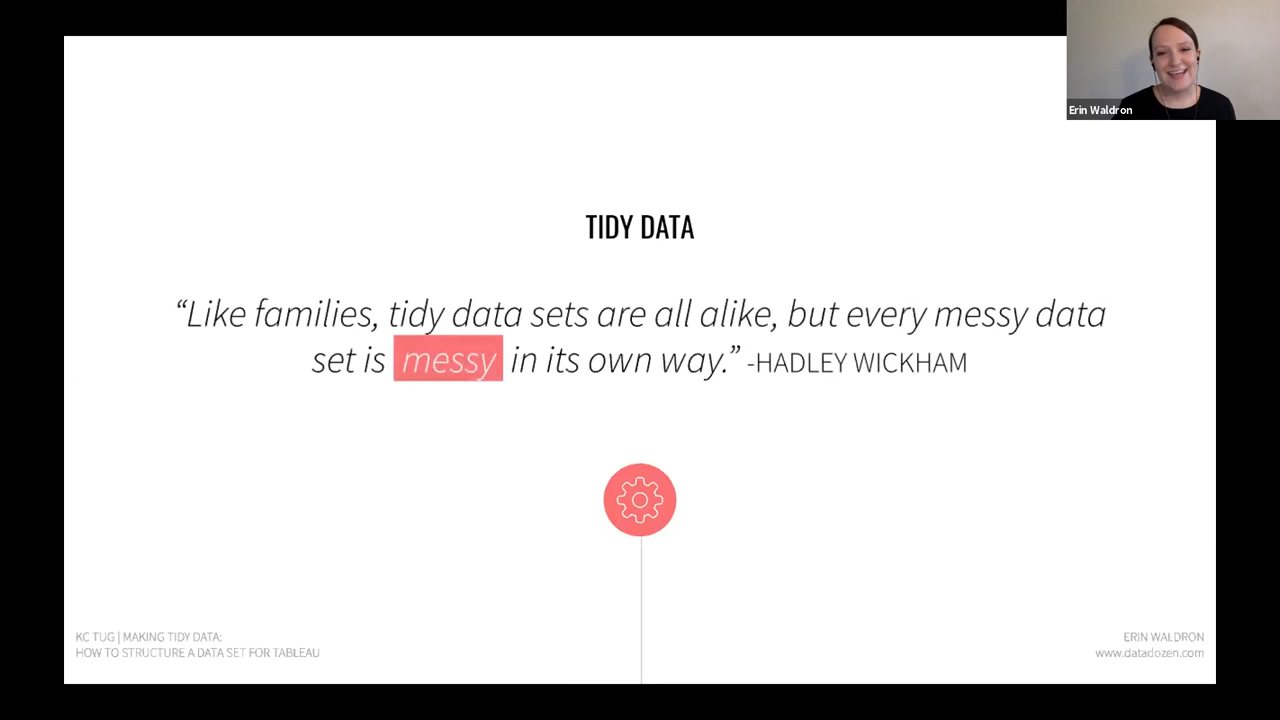 Erin Waldron
TIDY DATA
“Like families, tidy data sets are all alike, but every messy data
set is messy in its own way.” -HADLEY WICKHAM
KC TUG | MAKING TIDY DATA:
HOW TO STRUCTURE A DATA SET FOR TABLEAU
ERIN WALDRON
www.datadozen.com